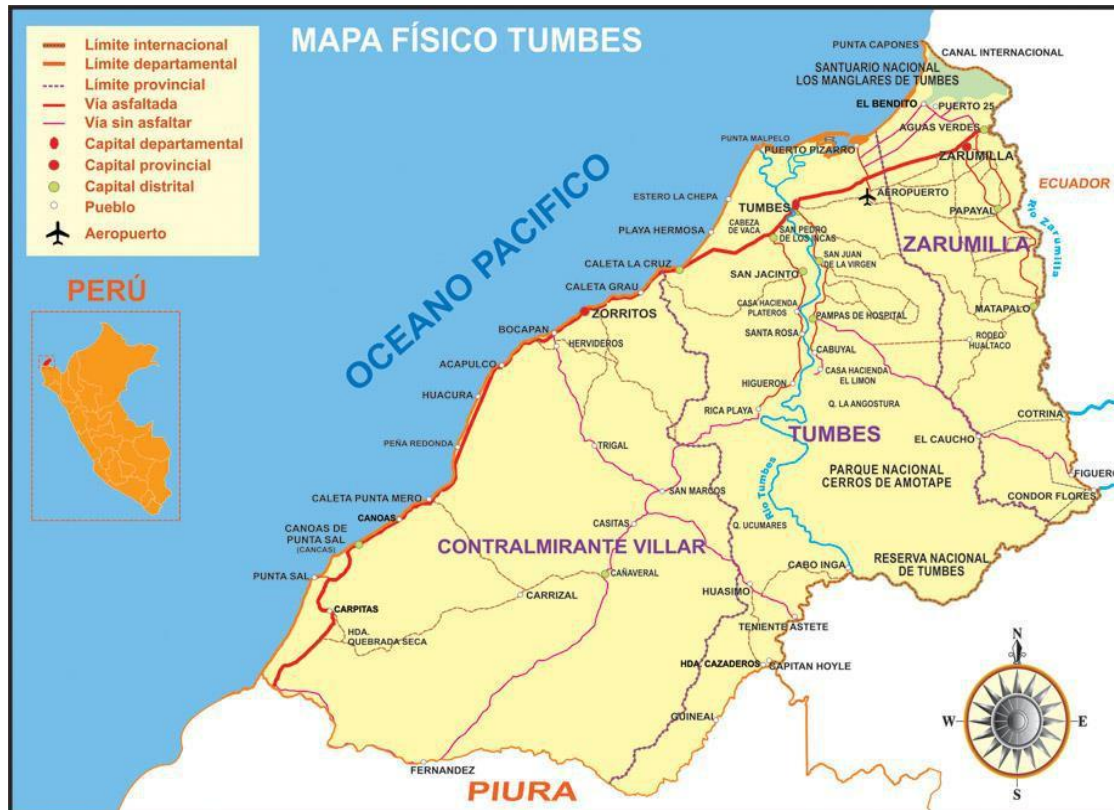 MAPA FÍSICO TUMBES
Límite internacional
Límite departamental
Límite provincial
Vía asfaltada
Vía sin asfaltar
Capital departamental
Capital provincial
Capital distrital
Pueblo
Aeropuerto
PERÚ
OCEANO PACIFICO
PUNTA CAPONES
CANAL INTERNACIONAL
SANTUARIO NACIONAL
LOS MANGLARES DE TUMBES
EL BENDITO
PUERTO 25
AGUAS VERDES
PUNTA MALPELO
PUERTO PIZARRO
ZARUMILLA
ECUADOR
AEROPUERTO
ESTERO LA CHEPA
TUMBES
PAPAYAL
Río Zarumilla
CABEZA
DE VACA
SAN PEDRO
DE LOS INCAS
PLAYA HERMOSA
ZARUMILLA
SAN JUAN
DE LA VIRGEN
CALETA LA CRUZ
SAN JACINTO
CALETA GRAU
CASA HACIENDA
PLATEROS
MATAPALO
ZORRITOS
PAMPAS DE HOSPITAL
BOCAPAN
SANTA ROSA
HERVIDEROS
RODEO
HUALTACO
CABUYAL
ACAPULCO
CASA HACIENDA
EL LIMON
HIGUERON
HUACURA
Q. LA ANGOSTURA
RICA PLAYA
COTRINA
TUMBES
EL CAUCHO
PEÑA REDONDA
TRIGAL
Río Tumbes
PARQUE NACIONAL
CERROS DE AMOTAPE
FIGUERO
CONDOR FLORES
SAN MARCOS
CALETA PUNTA MERO
CANOAS
CASITAS
Q. UCUMARES
CANOAS DE
PUNTA SAL
(CANCAS)
CONTRALMIRANTE VILLAR
RESERVA NACIONAL
DE TUMBES
CABO INGA
PUNTA SAL
CAÑAVERAL
HUASIMO
CARRIZAL
CARPITAS
TENIENTE ASTETE
HDA.
QUEBRADA SECA
HDA. CAZADEROS
CAPITAN HOYLE
GUINEAL
FERNANDEZ
PIURA
N
W
E
S